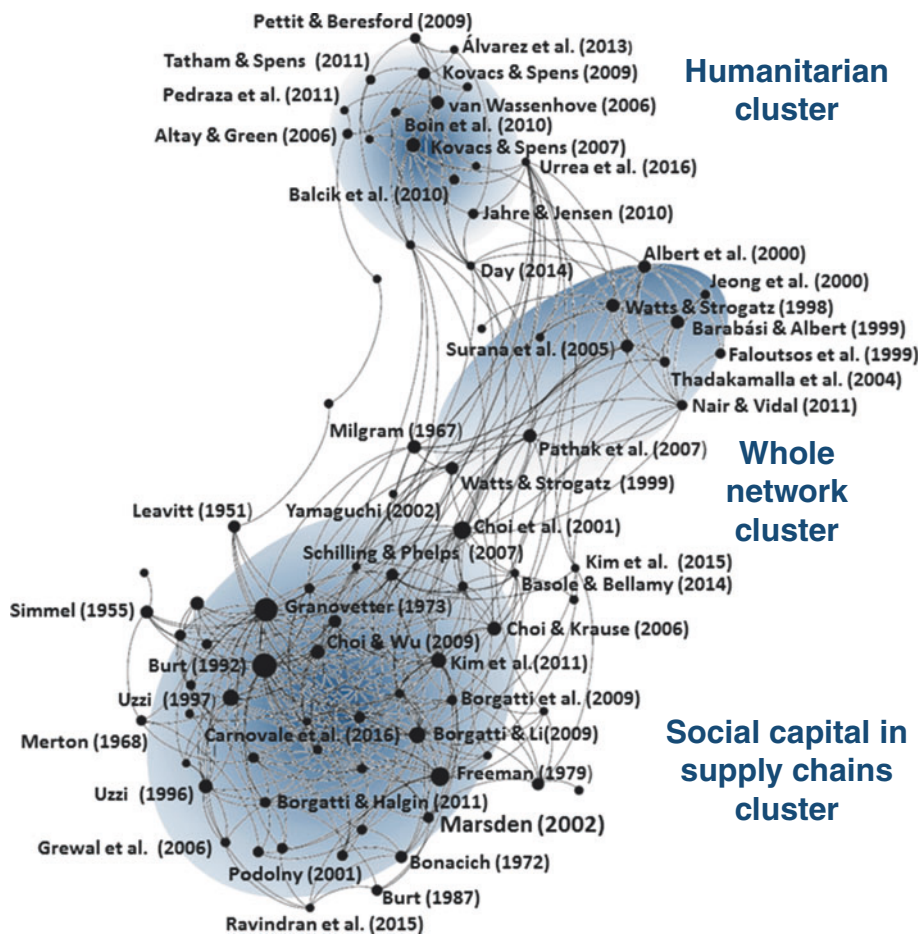 Pettit & Beresford (2009)
Álvarez et al. (2013)
Tatham & Spens (2011)
Kovacs & Spens (2009)
Humanitarian
cluster
Pedraza et al. (2011)
van Wassenhove (2006)
Boin et al. (2010)
Altay & Green (2006)
Kovacs & Spens (2007)
Urrea et al. (2016)
Balcik et al. (2010)
Jahre & Jensen (2010)
Albert et al. (2000)
Day (2014)
Jeong et al. (2000)
Watts & Strogatz (1998)
Barabási & Albert (1999)
Surana et al. (2005)
Faloutsos et al. (1999)
Thadakamalla et al. (2004)
Nair & Vidal (2011)
Milgram (1967)
Pathak et al. (2007)
Whole
network
cluster
Watts & Strogatz (1999)
Leavitt (1951)
Yamaguchi (2002)
Choi et al. (2001)
Schilling & Phelps (2007)
Kim et al. (2015)
Basole & Bellamy (2014)
Simmel (1955)
Granovetter (1973)
Choi & Krause (2006)
Choi & Wu (2009)
Burt (1992)
Kim et al.(2011)
Uzzi (1997)
Borgatti et al. (2009)
Merton (1968)
Carnovale et al. (2016)
Borgatti & Li(2009)
Social capital in
supply chains
cluster
Freeman (1979)
Uzzi (1996)
Borgatti & Halgin (2011)
Marsden (2002)
Grewal et al. (2006)
Podolny (2001)
Bonacich (1972)
Burt (1987)
Ravindran et al. (2015)